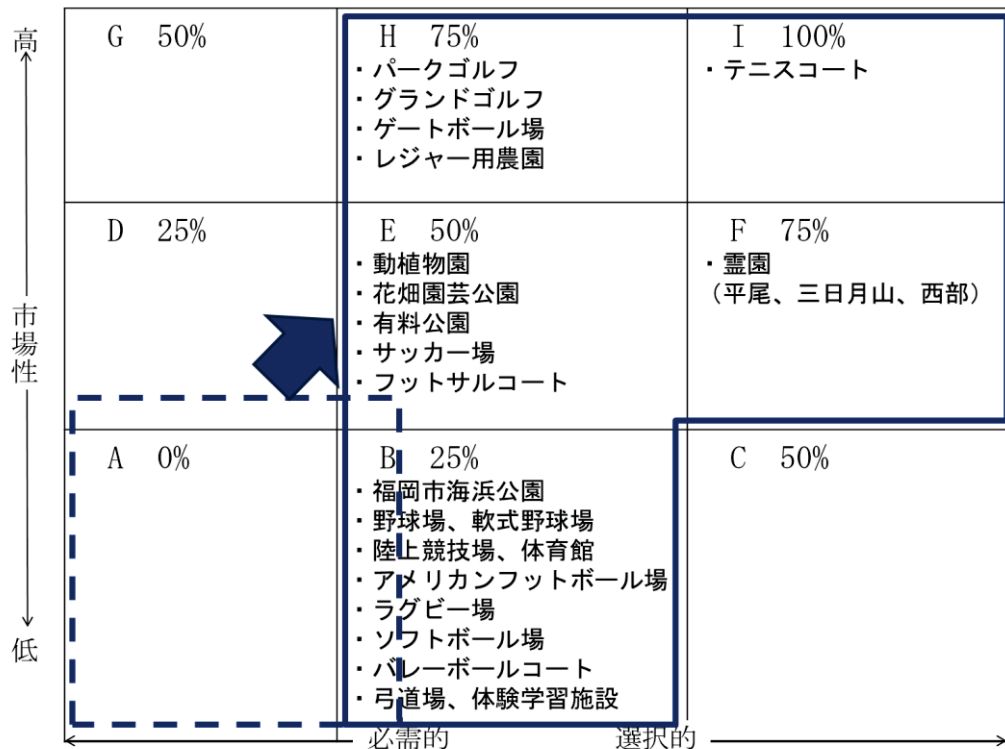 高
市場性
低
G 50%
H 75%
・パークゴルフ
・グランドゴルフ
・ゲートボール場
・レジャー用農園
I 100%
・テニスコート
D 25%
E 50%
・動植物園
・花畑園芸公園
・有料公園
・サッカー場
・フットサルコート
F 75%
・霊園
（平尾、三日月山、西部）
A 0%
B 25%
・福岡市海浜公園
・野球場、軟式野球場
・陸上競技場、体育館
・アメリカンフットボール場
・ラグビー場
・ソフトボール場
・バレーボールコート
・弓道場、体験学習施設
C 50%
必需的
選択的